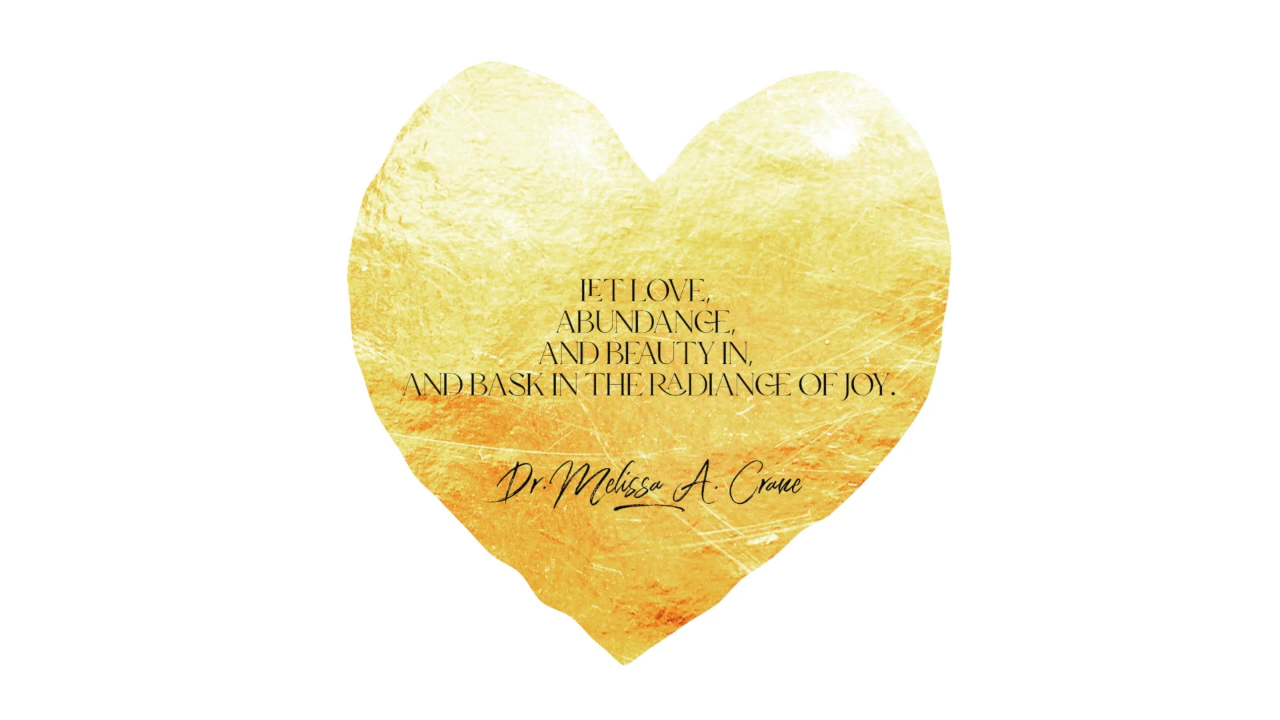 LET LOVE,
ABUNDANCE,
AND BEAUTY IN,
AND BASK IN THE RADIANCE OF JOY.
Dr. Melissa A. Crane